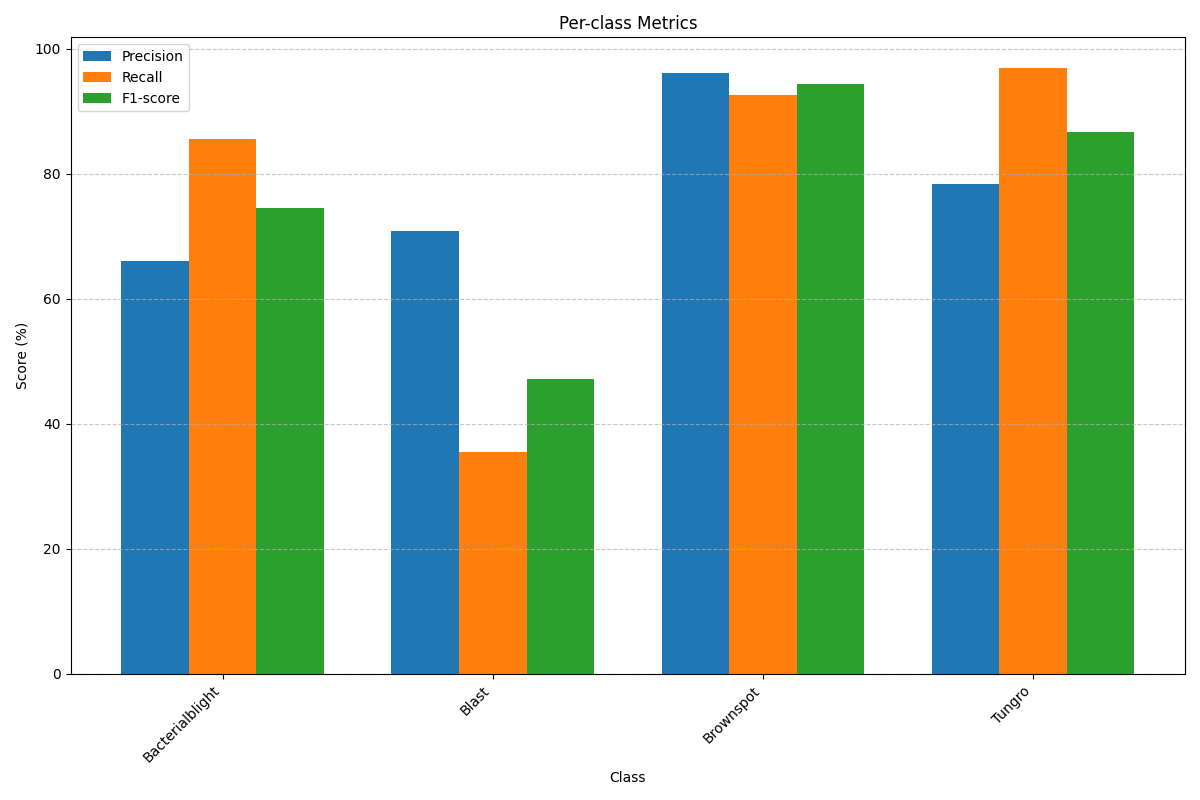 Per-class Metrics
Precision
Recall
F1-score
100
80
60
40
20
0
Score (%)
Bacterialblight
Blast
Brownspot
Tungro
Class